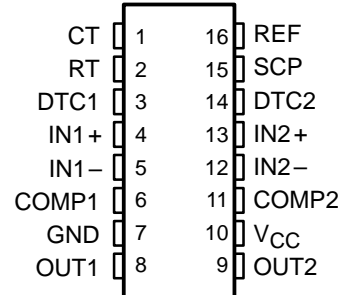 CT 1 16 REF
RT 2 15 SCP
DTC1 3 14 DTC2
IN1+ 4 13 IN2+
IN1– 5 12 IN2–
COMP1 6 11 COMP2
GND 7 10 VCC
OUT1 8 9 OUT2